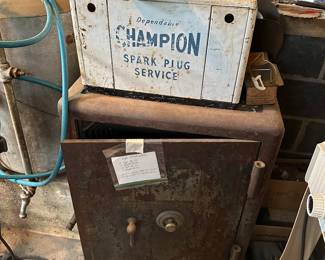 Dependable
CHAMPION
SPARK PLUG
SERVICE